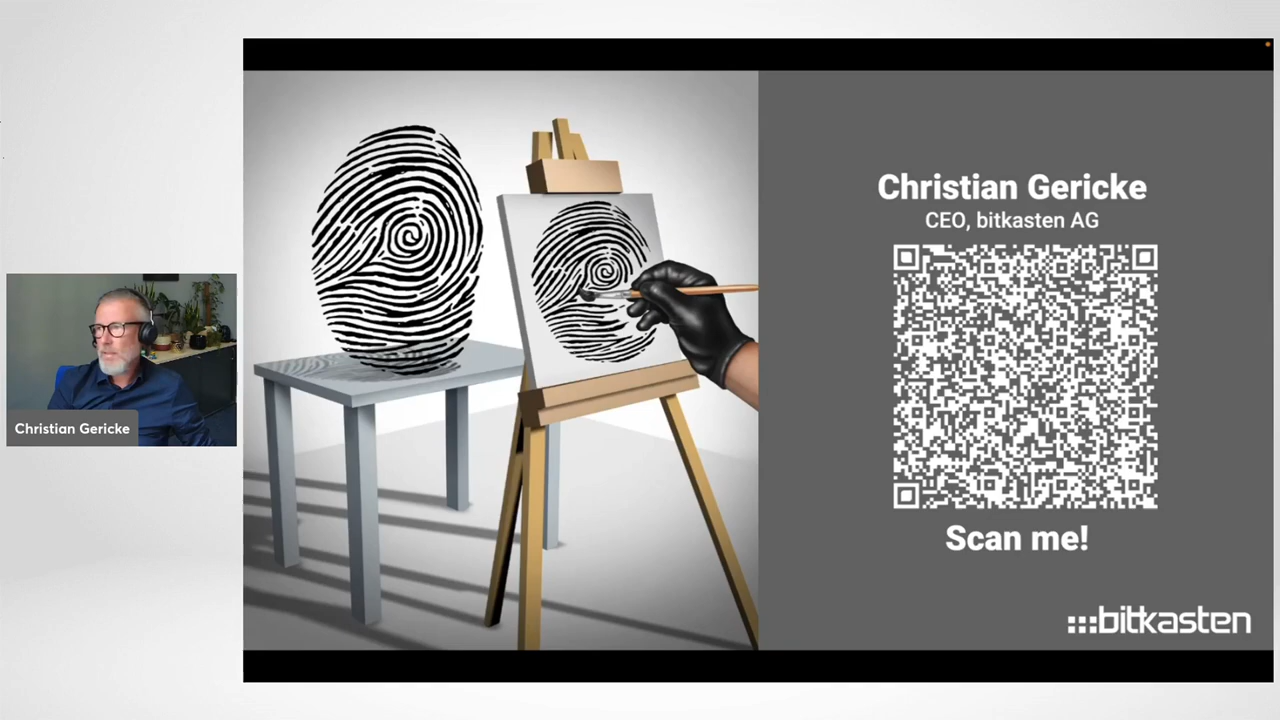 Christian Gericke
Christian Gericke
CEO, bitkasten AG
Scan me!
bitkasten